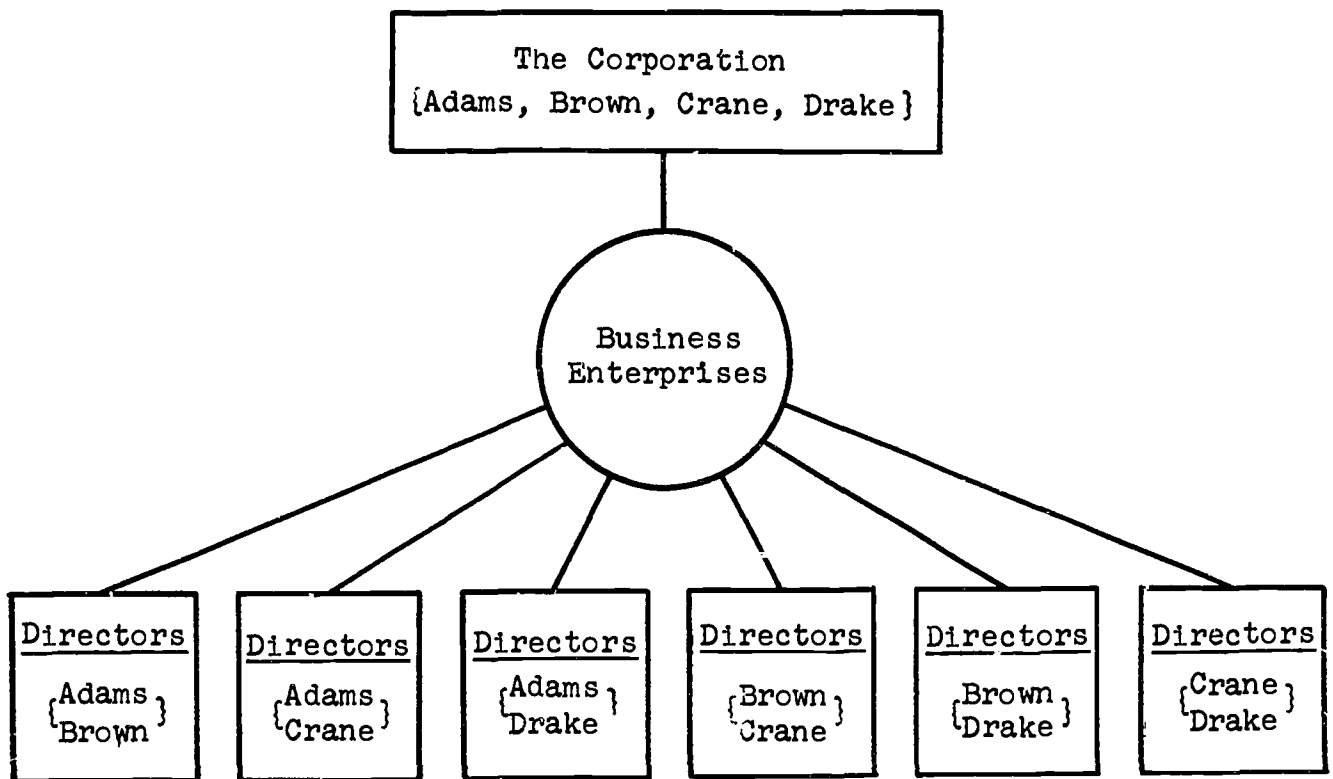 The Corporation
{Adams, Brown, Crane, Drake}
Business
Enterprises
Directors
{Adams
Brown}
Directors
{Adams
Crane}
Directors
{Adams
Drake}
Directors
{Brown
Crane}
Directors
{Brown
Drake}
Directors
{Crane
Drake}